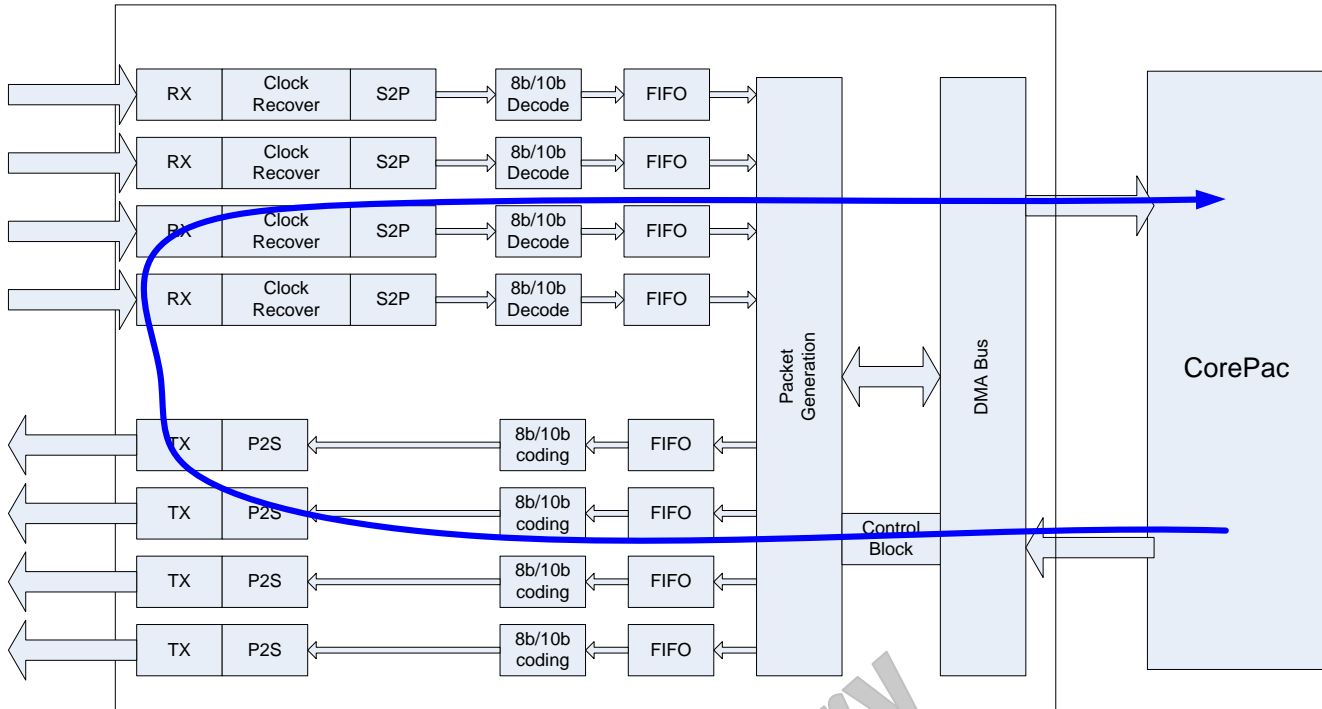 RX
Clock
Recover
S2P
8b/10b
Decode
FIFO
RX
Clock
Recover
S2P
8b/10b
Decode
FIFO
RX
Clock
Recover
S2P
8b/10b
Decode
FIFO
RX
Clock
Recover
S2P
8b/10b
Decode
FIFO
Packet
Generation
DMA Bus
CorePac
TX
P2S
8b/10b
coding
FIFO
TX
P2S
8b/10b
coding
FIFO
Control
Block
TX
P2S
8b/10b
coding
FIFO
TX
P2S
8b/10b
coding
FIFO